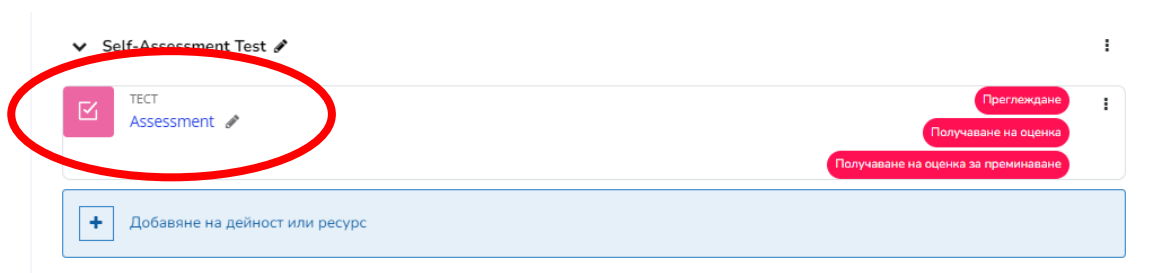 Self-Assessment Test
ТЕСТ
Assessment
Преглеждане
Получаване на оценка
Получаване на оценка за преминаване
Добавяне на дейност или ресурс